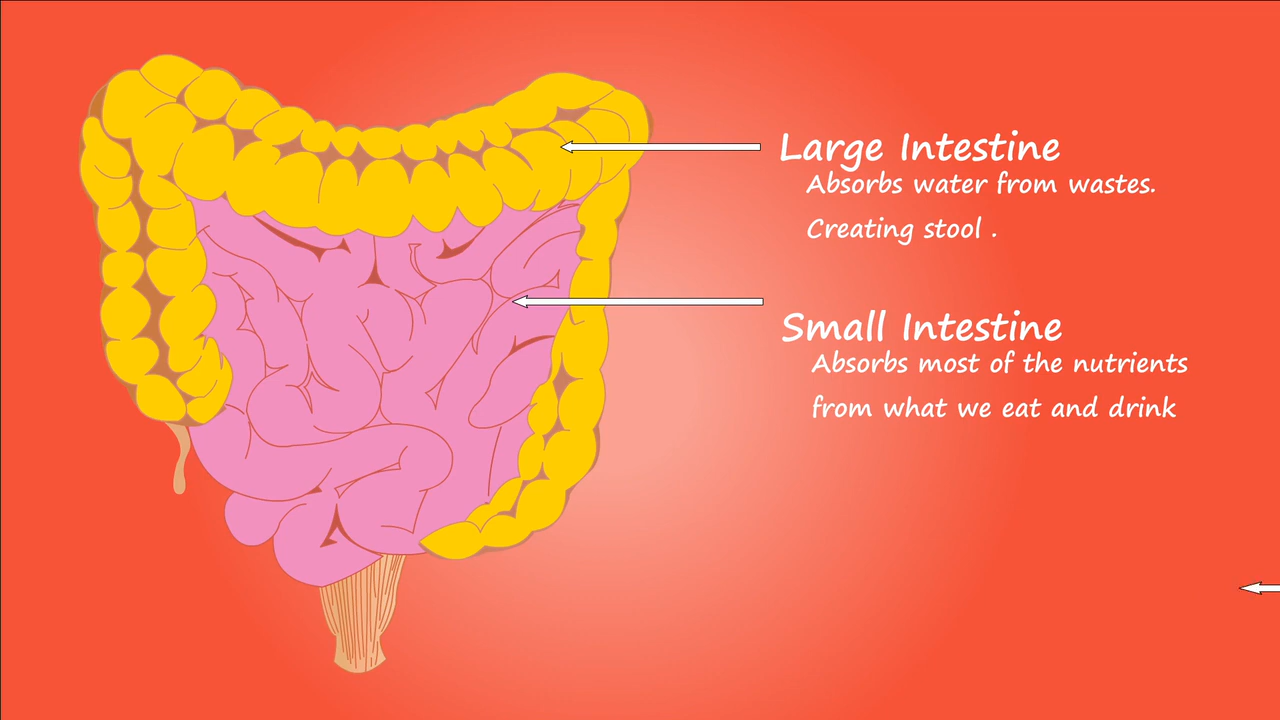 Large Intestine
Absorbs water from wastes.
Creating stool .
Small Intestine
Absorbs most of the nutrients
from what we eat and drink